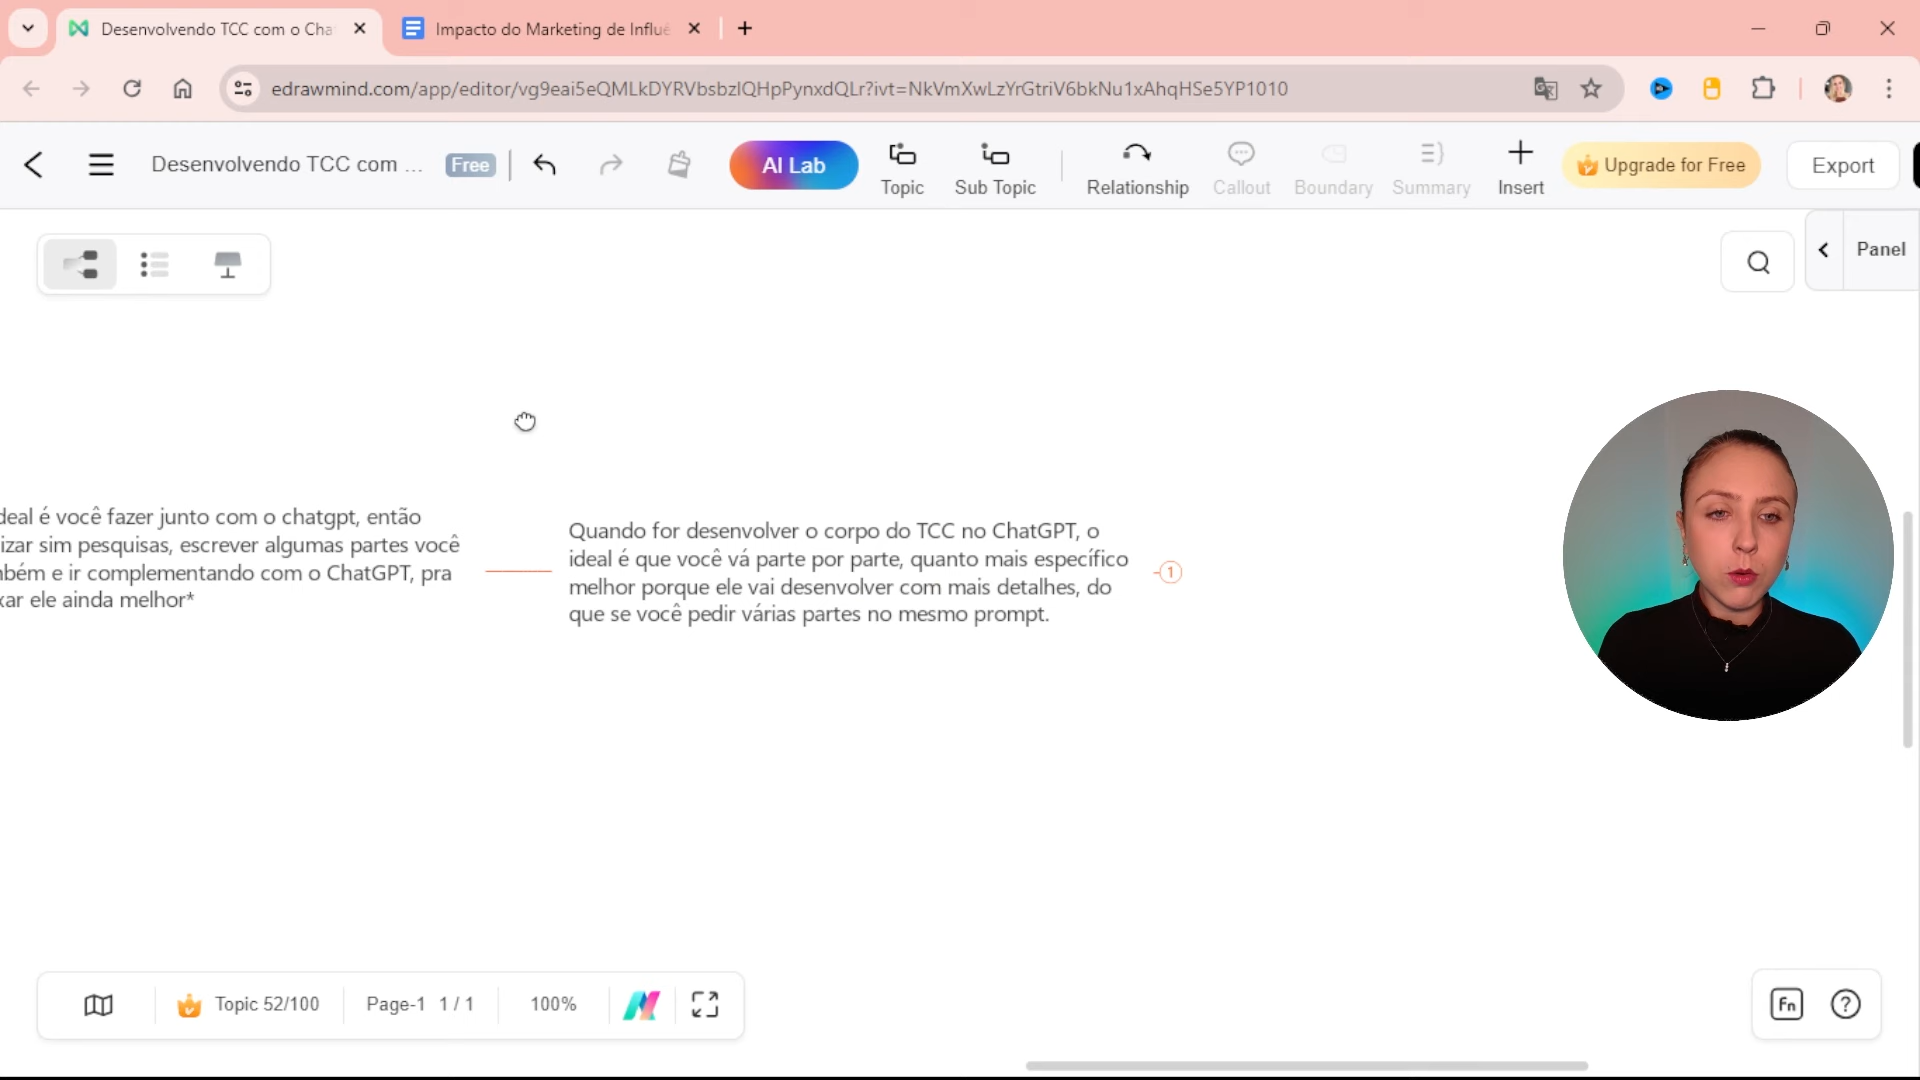 Desenvolvendo TCC com o Cha
Impacto do Marketing de Influê
edrawmind.com/app/editor/vg9eai5eQMLkDYRVbsbzIQHpPynxdQLr?ivt=NkVmXwLzYrGtriV6bkNu1xAhqHSe5YP1010
Desenvolvendo TCC com ...
Free
AI Lab
Topic
Sub Topic
Relationship
Callout
Boundary
Summary
Insert
Upgrade for Free
Export
Panel
deal é você fazer junto com o chatgpt, então
izar sim pesquisas, escrever algumas partes você
nbém e ir complementando com o ChatGPT, pra
xar ele ainda melhor*
Quando for desenvolver o corpo do TCC no ChatGPT, o
ideal é que você vá parte por parte, quanto mais específico
melhor porque ele vai desenvolver com mais detalhes, do
que se você pedir várias partes no mesmo prompt.
1
Topic 52/100
Page-1 1 / 1
100%
Fn